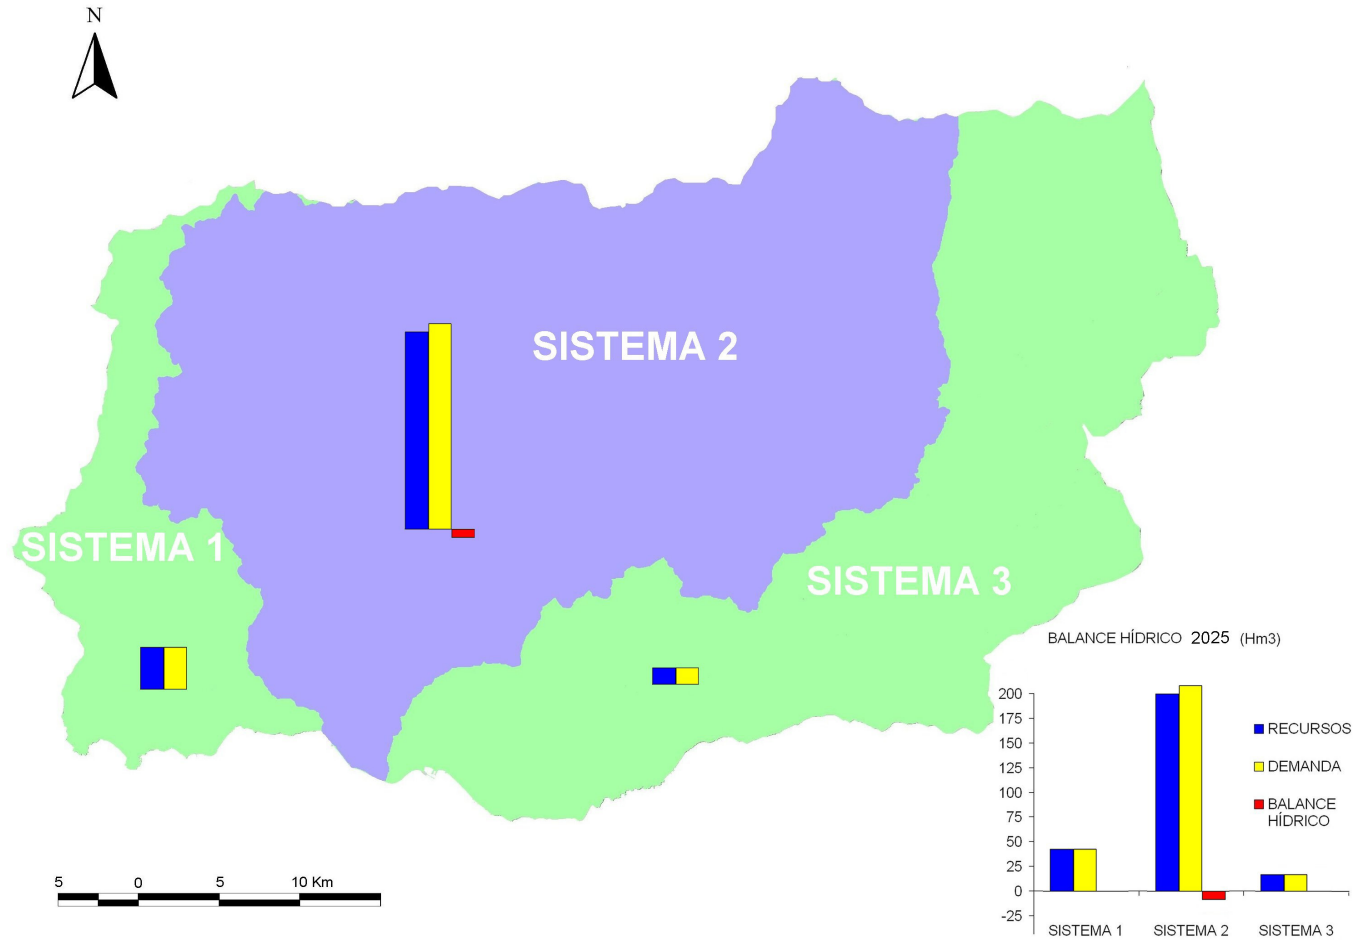 N
SISTEMA 2
SISTEMA 1
SISTEMA 3
BALANCE HÍDRICO 2025 (Hm3)
200
175
150
125
100
75
50
25
0
-25
SISTEMA 1
SISTEMA 2
SISTEMA 3
RECURSOS
DEMANDA
BALANCE
HÍDRICO
5 0 5 10 Km